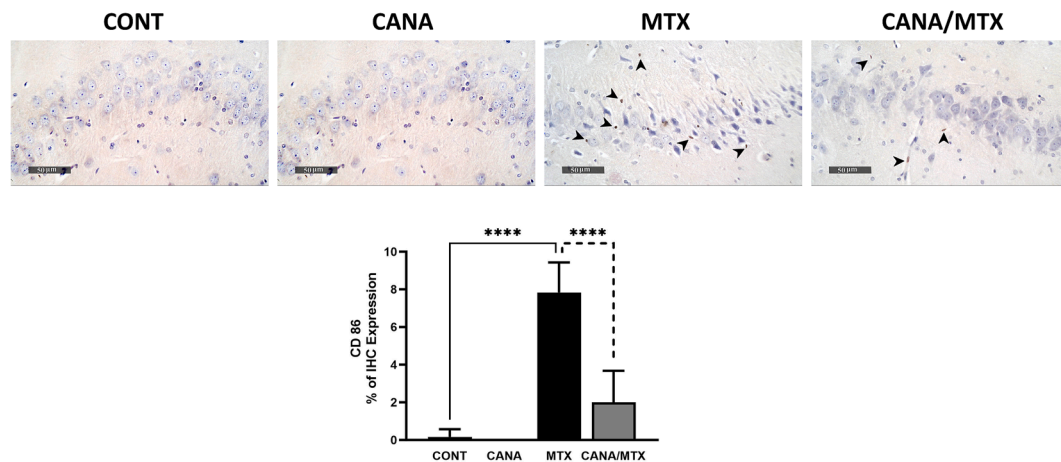 CONT CANA MTX CANA/MTX
50 µm 50 µm 50 µm 50 µm
**** ****
10
8
6
4
2
0
CD 86
% of IHC Expression
CONT CANA MTX CANA/MTX